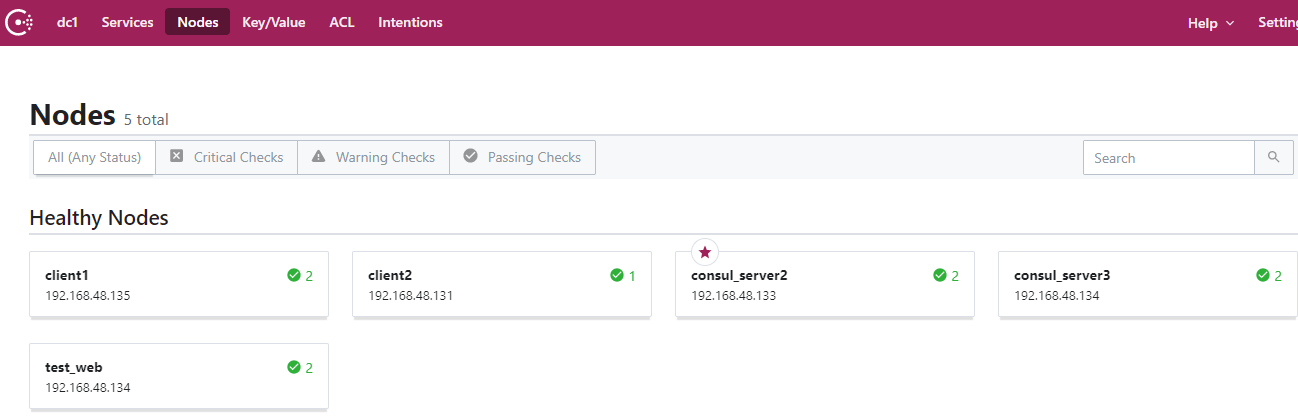 dc1 Services Nodes Key/Value ACL Intentions Help Setting
Nodes 5 total
All (Any Status) Critical Checks Warning Checks Passing Checks Search
Healthy Nodes
client1 2 client2 1 consul_server2 2 consul_server3 2
192.168.48.135 192.168.48.131 192.168.48.133 192.168.48.134
test_web 2
192.168.48.134